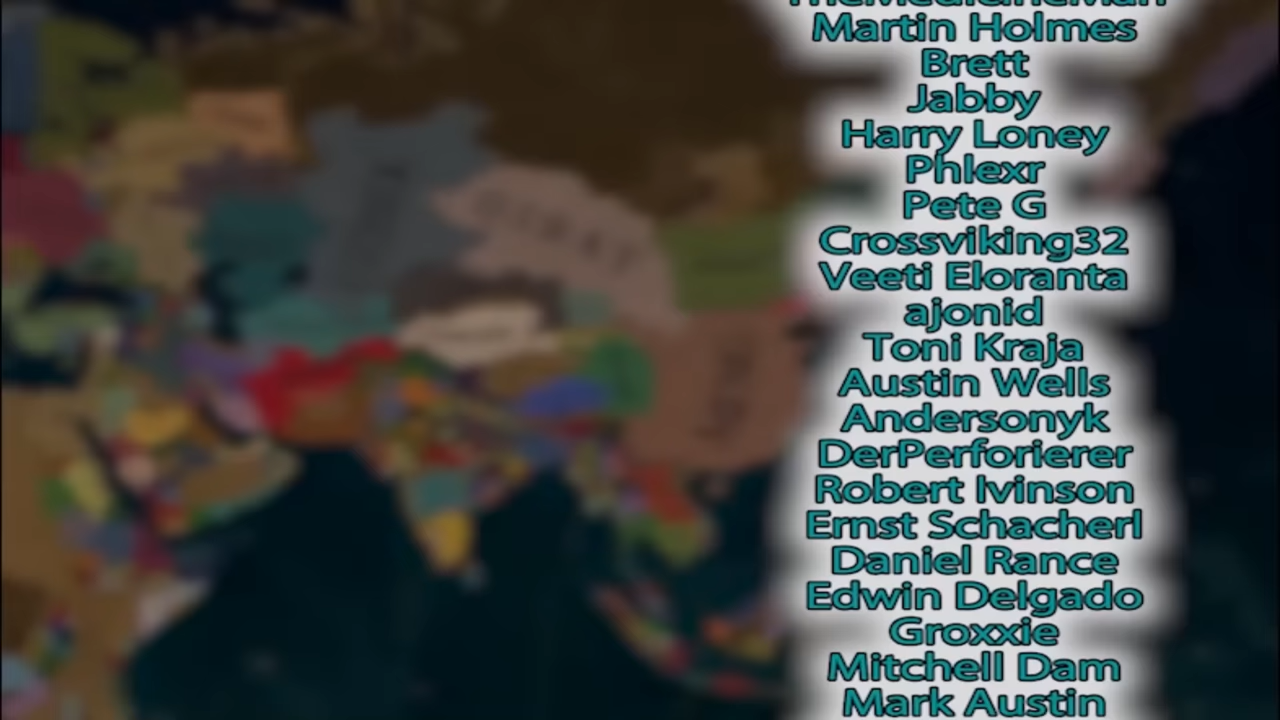 TheMedicineMan
Martin Holmes
Brett
Jabby
Harry Loney
Phlexr
Pete G
Crossviking32
Veeti Eloranta
ajonid
Toni Kraja
Austin Wells
Andersonyk
DerPerforierer
Robert Ivinson
Ernst Schacherl
Daniel Rance
Edwin Delgado
Groxxie
Mitchell Dam
Mark Austin